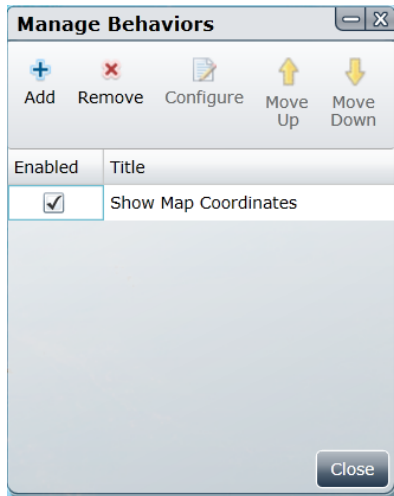 Manage Behaviors
Add Remove Configure Move Up Move Down
Enabled Title
Show Map Coordinates
Close